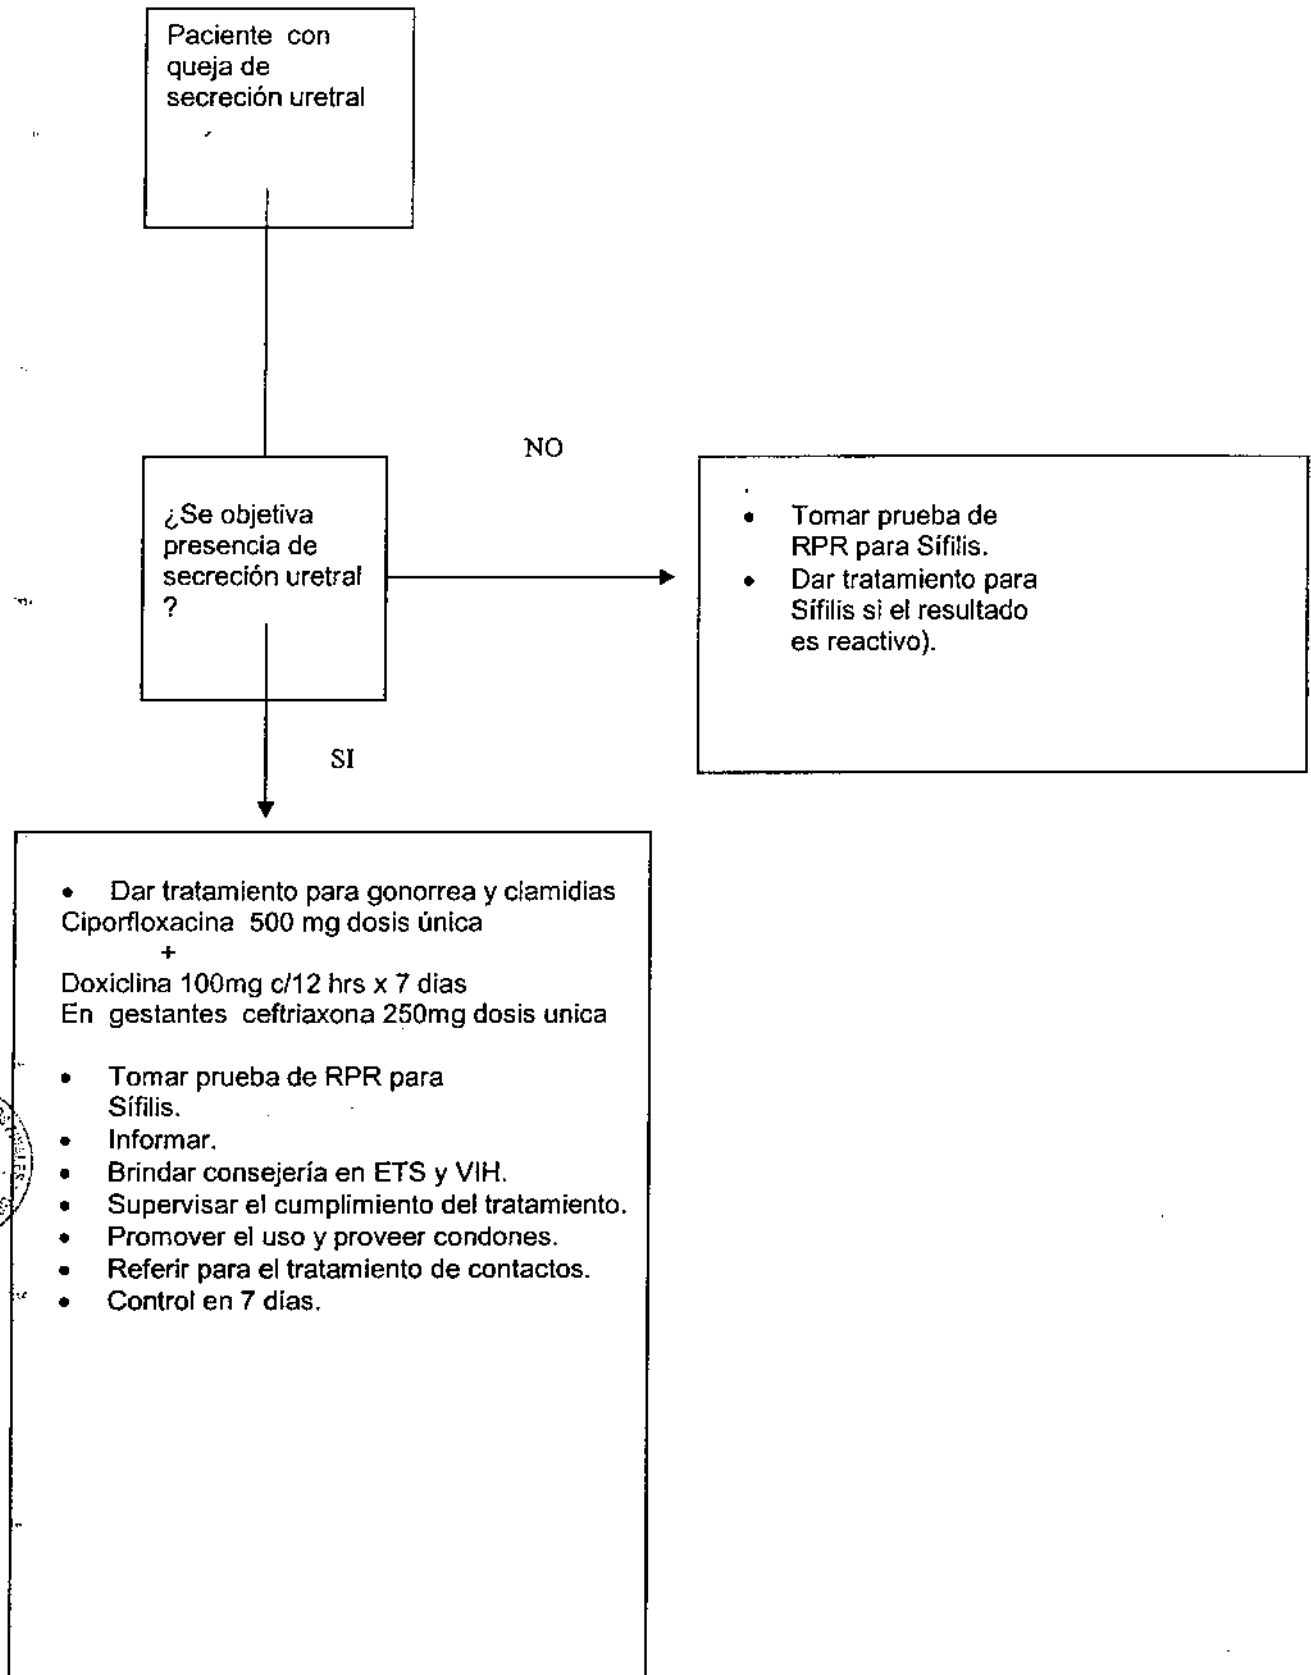 Paciente con
queja de
secreción uretral
NO
¿Se objetiva
presencia de
secreción uretral
?
• Tomar prueba de
RPR para Sífilis.
• Dar tratamiento para
Sífilis si el resultado
es reactivo).
SI
• Dar tratamiento para gonorrea y clamidias
Ciporfloxacina 500 mg dosis única
+
Doxiclina 100mg c/12 hrs x 7 dias
En gestantes ceftriaxona 250mg dosis unica
• Tomar prueba de RPR para
Sífilis.
• Informar.
• Brindar consejería en ETS y VIH.
• Supervisar el cumplimiento del tratamiento.
• Promover el uso y proveer condones.
• Referir para el tratamiento de contactos.
• Control en 7 días.